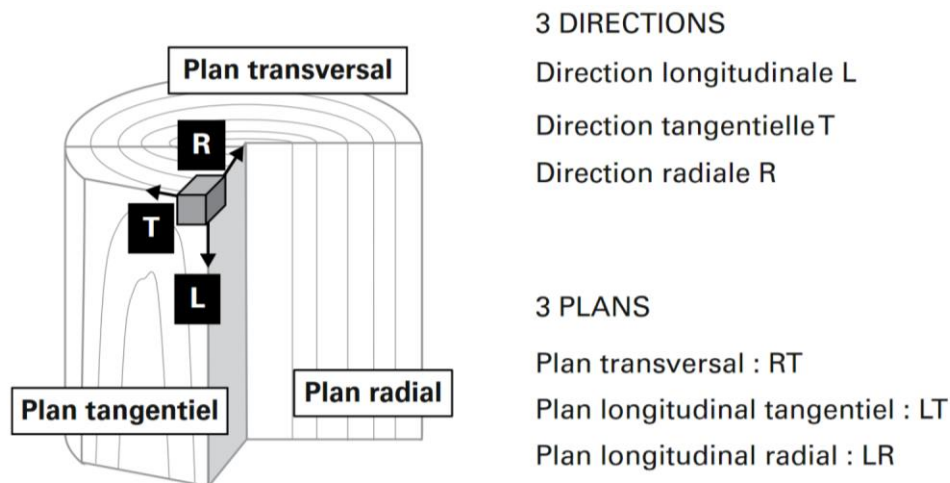 Plan transversal
R
T
L
Plan tangentiel
Plan radial
3 DIRECTIONS
Direction longitudinale L
Direction tangentielle T
Direction radiale R
3 PLANS
Plan transversal : RT
Plan longitudinal tangentiel : LT
Plan longitudinal radial : LR